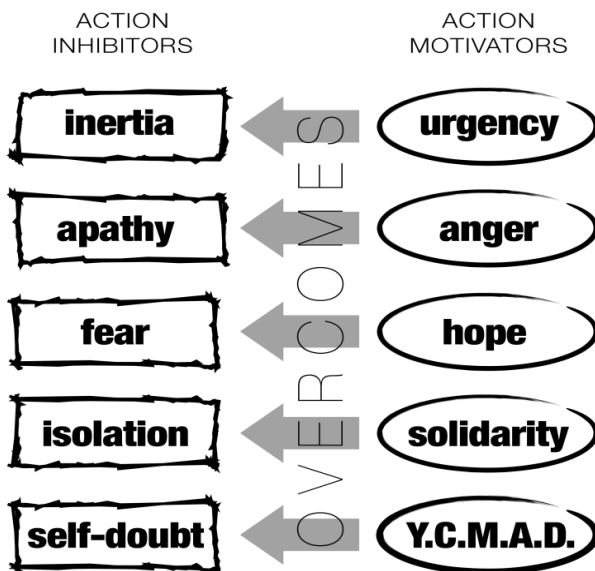 ACTION
INHIBITORS
ACTION
MOTIVATORS
inertia
urgency
apathy
anger
fear
hope
isolation
solidarity
self-doubt
Y.C.M.A.D.
OVERCOMES